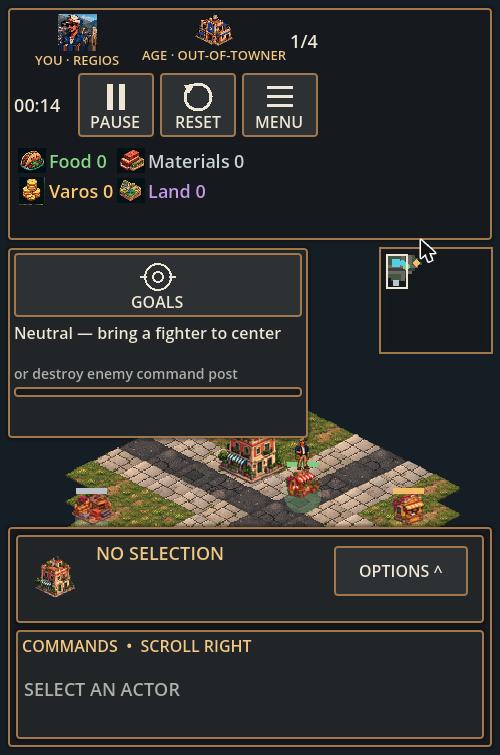 YOU · REGIOS
AGE · OUT-OF-TOWNER
1/4
00:14
PAUSE
RESET
MENU
Food 0
Materials 0
Varos 0
Land 0
GOALS
Neutral — bring a fighter to center
or destroy enemy command post
NO SELECTION
OPTIONS ^
COMMANDS • SCROLL RIGHT
SELECT AN ACTOR